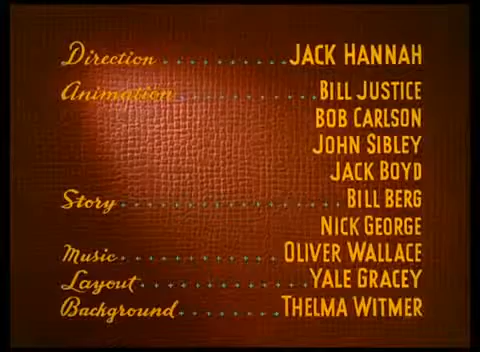 Direction JACK HANNAH
Animation BILL JUSTICE
BOB CARLSON
JOHN SIBLEY
JACK BOYD
Story BILL BERG
NICK GEORGE
Music OLIVER WALLACE
Layout YALE GRACEY
Background THELMA WITMER